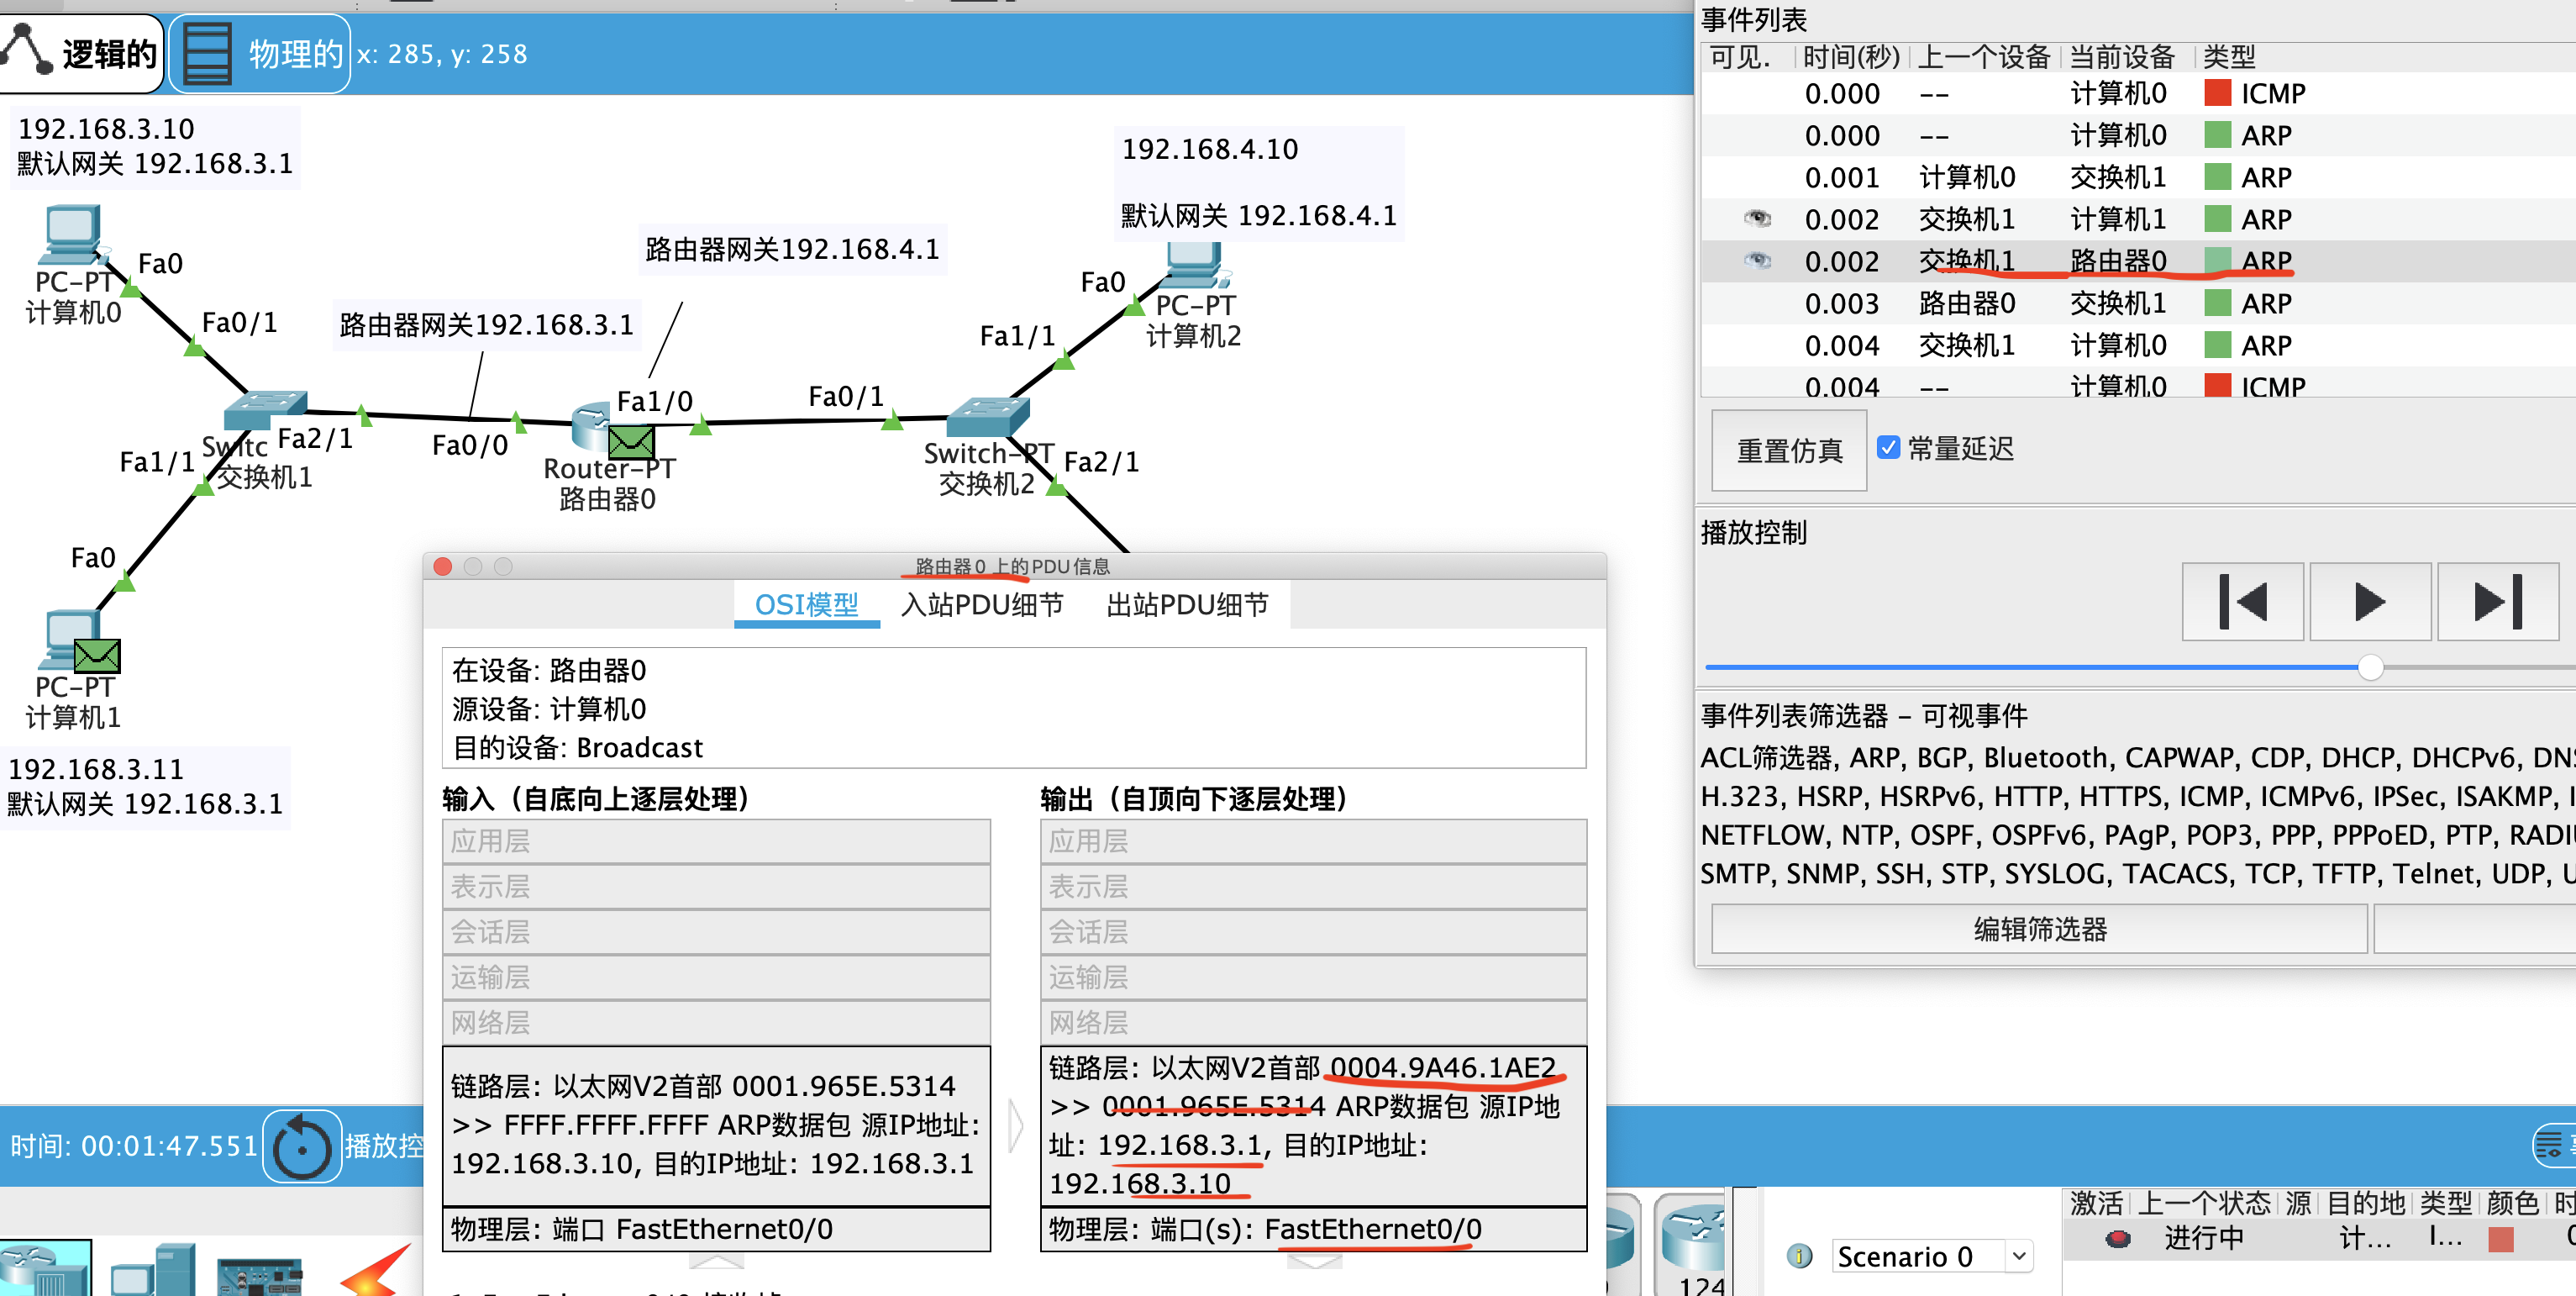 逻辑的
物理的
x: 285, y: 258
192.168.3.10
默认网关 192.168.3.1
PC-PT
计算机0
Fa0
Fa0/1
路由器网关192.168.3.1
路由器网关192.168.4.1
192.168.4.10
默认网关 192.168.4.1
Fa0
PC-PT
计算机2
Fa1/1
Fa0/1
Fa1/0
Switc
交换机1
Fa2/1
Fa0/0
Router-PT
路由器0
Switch-PT
交换机2
Fa2/1
Fa1/1
Fa0
PC-PT
计算机1
192.168.3.11
默认网关 192.168.3.1
事件列表
可见. 时间(秒) 上一个设备 当前设备 类型
0.000 -- 计算机0 ICMP
0.000 -- 计算机0 ARP
0.001 计算机0 交换机1 ARP
0.002 交换机1 计算机1 ARP
0.002 交换机1 路由器0 ARP
0.003 路由器0 交换机1 ARP
0.004 交换机1 计算机0 ARP
0.004 -- 计算机0 ICMP
重置仿真
常量延迟
播放控制
事件列表筛选器 – 可视事件
ACL筛选器, ARP, BGP, Bluetooth, CAPWAP, CDP, DHCP, DHCPv6, DNS
H.323, HSRP, HSRPv6, HTTP, HTTPS, ICMP, ICMPv6, IPSec, ISAKMP, I
NETFLOW, NTP, OSPF, OSPFv6, PAgP, POP3, PPP, PPPoED, PTP, RADIU
SMTP, SNMP, SSH, STP, SYSLOG, TACACS, TCP, TFTP, Telnet, UDP, U
编辑筛选器
路由器0 上的PDU信息
OSI模型 入站PDU细节 出站PDU细节
在设备: 路由器0
源设备: 计算机0
目的设备: Broadcast
输入（自底向上逐层处理）
应用层
表示层
会话层
运输层
网络层
链路层: 以太网V2首部 0001.965E.5314
>> FFFF.FFFF.FFFF ARP数据包 源IP地址:
192.168.3.10, 目的IP地址: 192.168.3.1
物理层: 端口 FastEthernet0/0
输出（自顶向下逐层处理）
应用层
表示层
会话层
运输层
网络层
链路层: 以太网V2首部 0004.9A46.1AE2
>> 0001.965E.5314 ARP数据包 源IP地
址: 192.168.3.1, 目的IP地址:
192.168.3.10
物理层: 端口(s): FastEthernet0/0
时间: 00:01:47.551
播放控
124
Scenario 0
激活 上一个状态 源 目的地 类型 颜色 时
进行中 计... I...